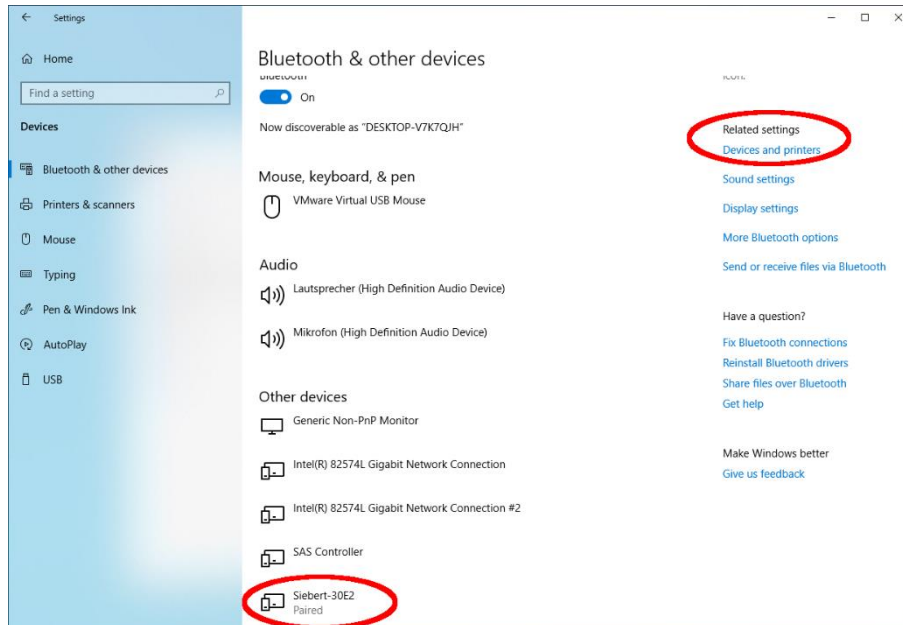 Settings
Home
Find a setting
Devices
Bluetooth & other devices
Printers & scanners
Mouse
Typing
Pen & Windows Ink
AutoPlay
USB
Bluetooth & other devices
Bluetooth
On
Now discoverable as "DESKTOP-V7K7QJH"
Mouse, keyboard, & pen
VMware Virtual USB Mouse
Audio
Lautsprecher (High Definition Audio Device)
Mikrofon (High Definition Audio Device)
Other devices
Generic Non-PnP Monitor
Intel(R) 82574L Gigabit Network Connection
Intel(R) 82574L Gigabit Network Connection #2
SAS Controller
Siebert-30E2
Paired
icon.
Related settings
Devices and printers
Sound settings
Display settings
More Bluetooth options
Send or receive files via Bluetooth
Have a question?
Fix Bluetooth connections
Reinstall Bluetooth drivers
Share files over Bluetooth
Get help
Make Windows better
Give us feedback